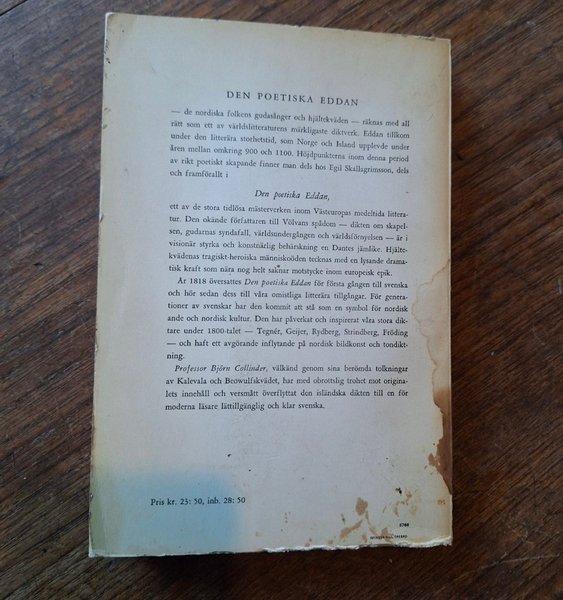 DEN POETISKA EDDAN
— de nordiska folkens gudasånger och hjältekväden — räknas med all
rätt som ett av världslitteraturens märkligaste diktverk. Eddan tillkom
under den litterära storhetstid, som Norge och Island upplevde under
åren mellan omkring 900 och 1100. Höjdpunkterna inom denna period
av rikt poetiskt skapande finner man dels hos Egil Skallagrimsson, dels
och framförallt i
Den poetiska Eddan,
ett av de stora tidlösa mästerverken inom Västeuropas medeltida littera-
tur. Den okände författaren till Völvans spådom — dikten om skapel-
sen, gudarnas syndafall, världsundergången och världsförnyelsen — är i
visionär styrka och konstnärlig behärskning en Dantes jämlike. Hjälte-
kvädenas tragiskt-heroiska människoöden tecknas med en lysande drama-
tisk kraft som nära nog helt saknar motstycke inom europeisk epik.
År 1818 översattes Den poetiska Eddan för första gången till svenska
och hör sedan dess till våra omistliga litterära tillgångar. För genera-
tioner av svenskar har den kommit att stå som en symbol för nordisk
ande och nordisk kultur. Den har påverkat och inspirerat våra stora dik-
tare under 1800-talet — Tegnér, Geijer, Rydberg, Strindberg, Fröding
— och haft ett avgörande inflytande på nordisk bildkonst och tondikt-
ning.
Professor Björn Collinder, välkänd genom sina berömda tolkningar
av Kalevala och Beowulfskvädet, har med obrottslig trohet mot origina-
lets innehåll och versmått överflyttat den isländska dikten till en för
moderna läsare lättillgänglig och klar svenska.
Pris kr. 23: 50, inb. 28: 50
5768
ÖREBRO